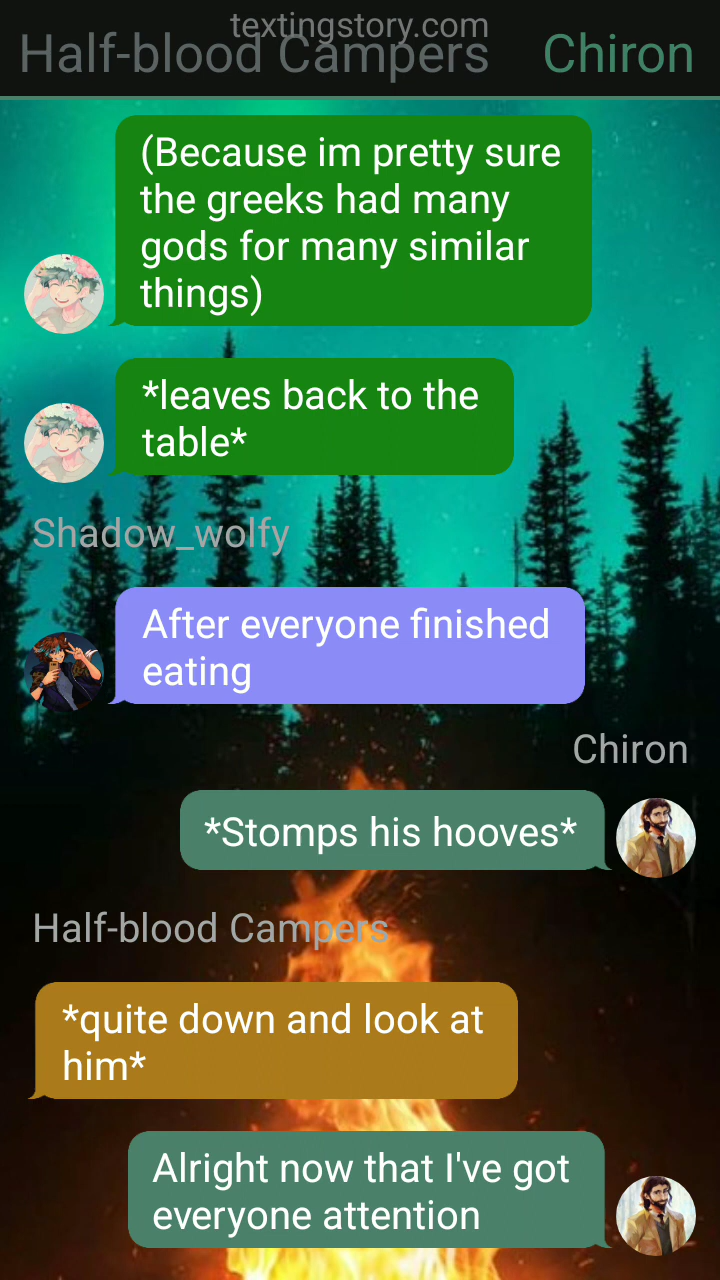 textingstory.com
Half-blood Campers Chiron
(Because im pretty sure
the greeks had many
gods for many similar
things)
*leaves back to the
table*
Shadow_wolfy
After everyone finished
eating
Chiron
*Stomps his hooves*
Half-blood Campers
*quite down and look at
him*
Alright now that I've got
everyone attention